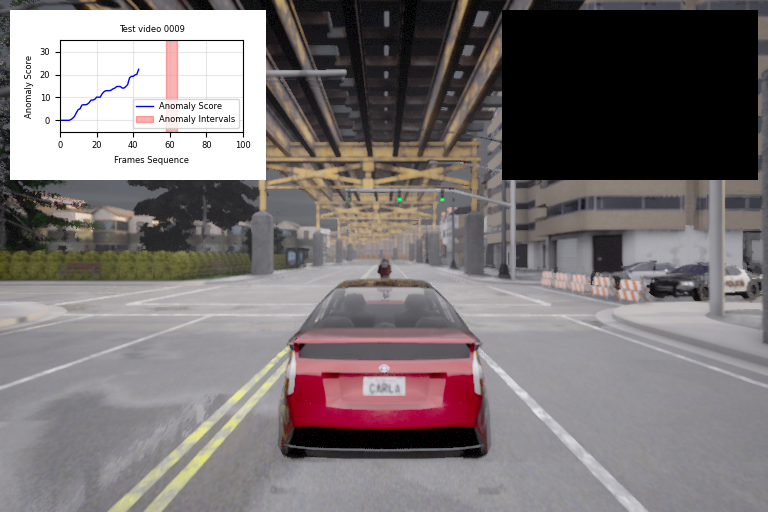 Test video 0009
Anomaly Score
30
20
10
0
Anomaly Score
Anomaly Intervals
0 20 40 60 80 100
Frames Sequence
CARLA